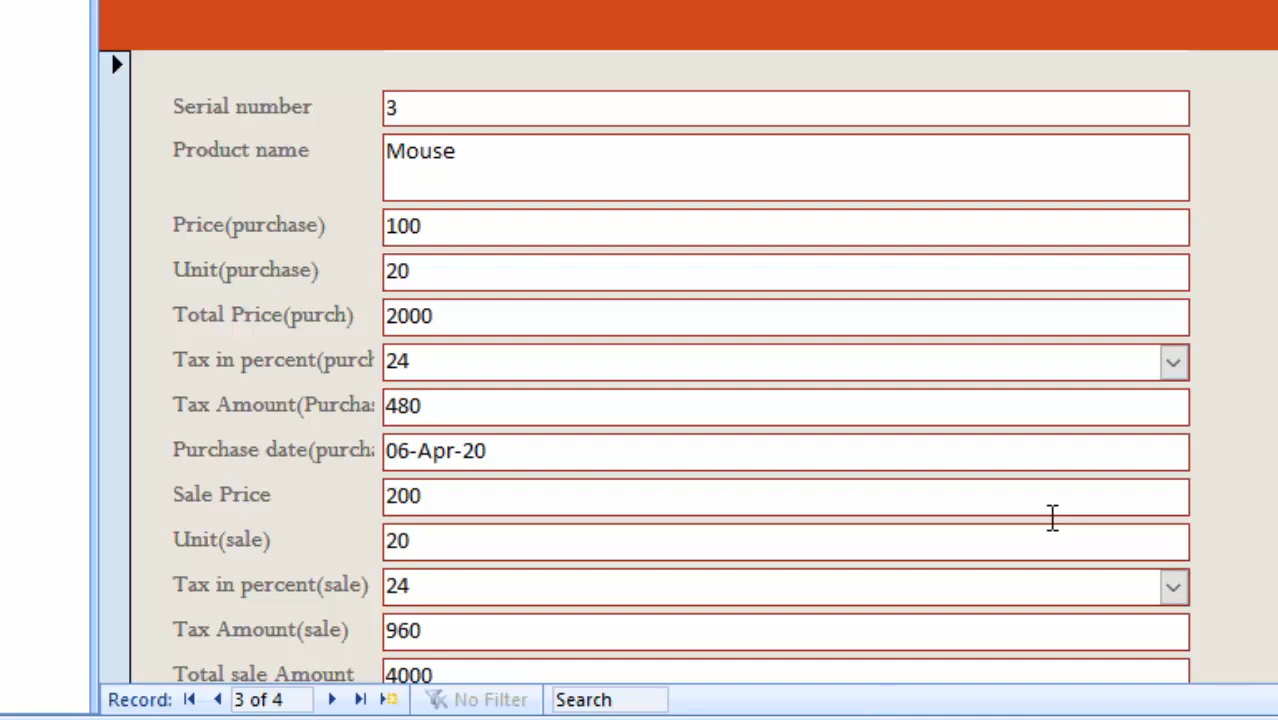 Serial number 3
Product name Mouse
Price(purchase) 100
Unit(purchase) 20
Total Price(purch) 2000
Tax in percent(purch 24
Tax Amount(Purcha 480
Purchase date(purch 06-Apr-20
Sale Price 200
Unit(sale) 20
Tax in percent(sale) 24
Tax Amount(sale) 960
Total sale Amount 4000
Record: 3 of 4 No Filter Search